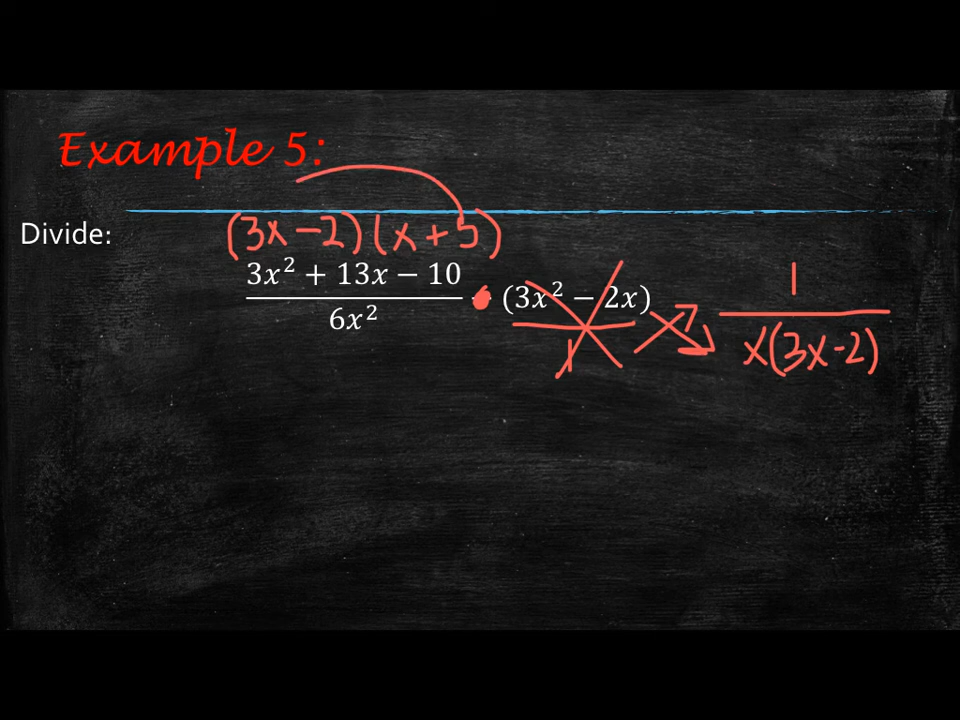 Example 5:
(3x-2)(x+5)
Divide:
3x² + 13x − 10
6x²
÷ (3x² − 2x)
1
1
x(3x-2)